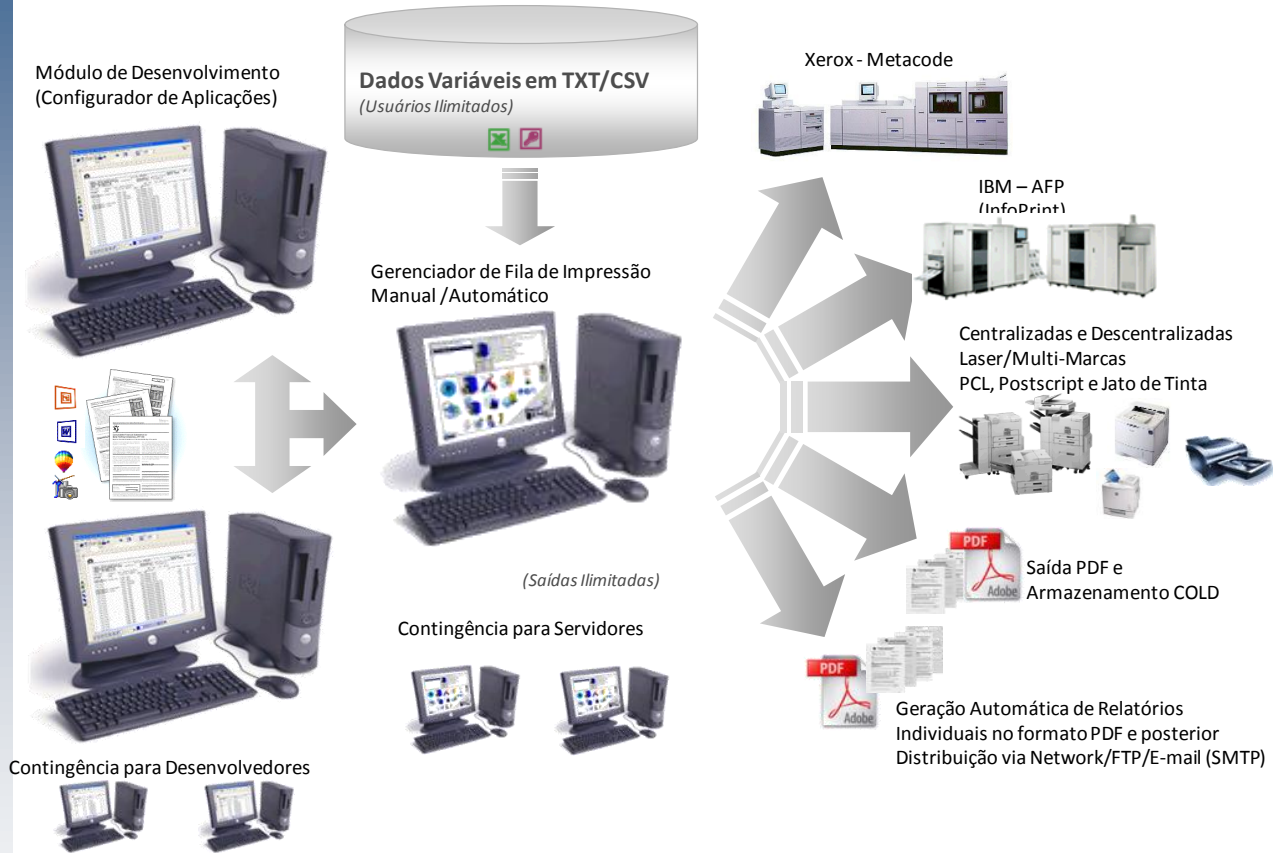 Módulo de Desenvolvimento
(Configurador de Aplicações)
Dados Variáveis em TXT/CSV
(Usuários Ilimitados)
Xerox - Metacode
IBM – AFP
(InfoPrint)
Gerenciador de Fila de Impressão
Manual /Automático
Centralizadas e Descentralizadas
Laser/Multi-Marcas
PCL, Postscript e Jato de Tinta
(Saídas Ilimitadas)
PDF
Adobe
Saída PDF e
Armazenamento COLD
Contingência para Servidores
PDF
Adobe
Geração Automática de Relatórios
Individuais no formato PDF e posterior
Distribuição via Network/FTP/E-mail (SMTP)
Contingência para Desenvolvedores